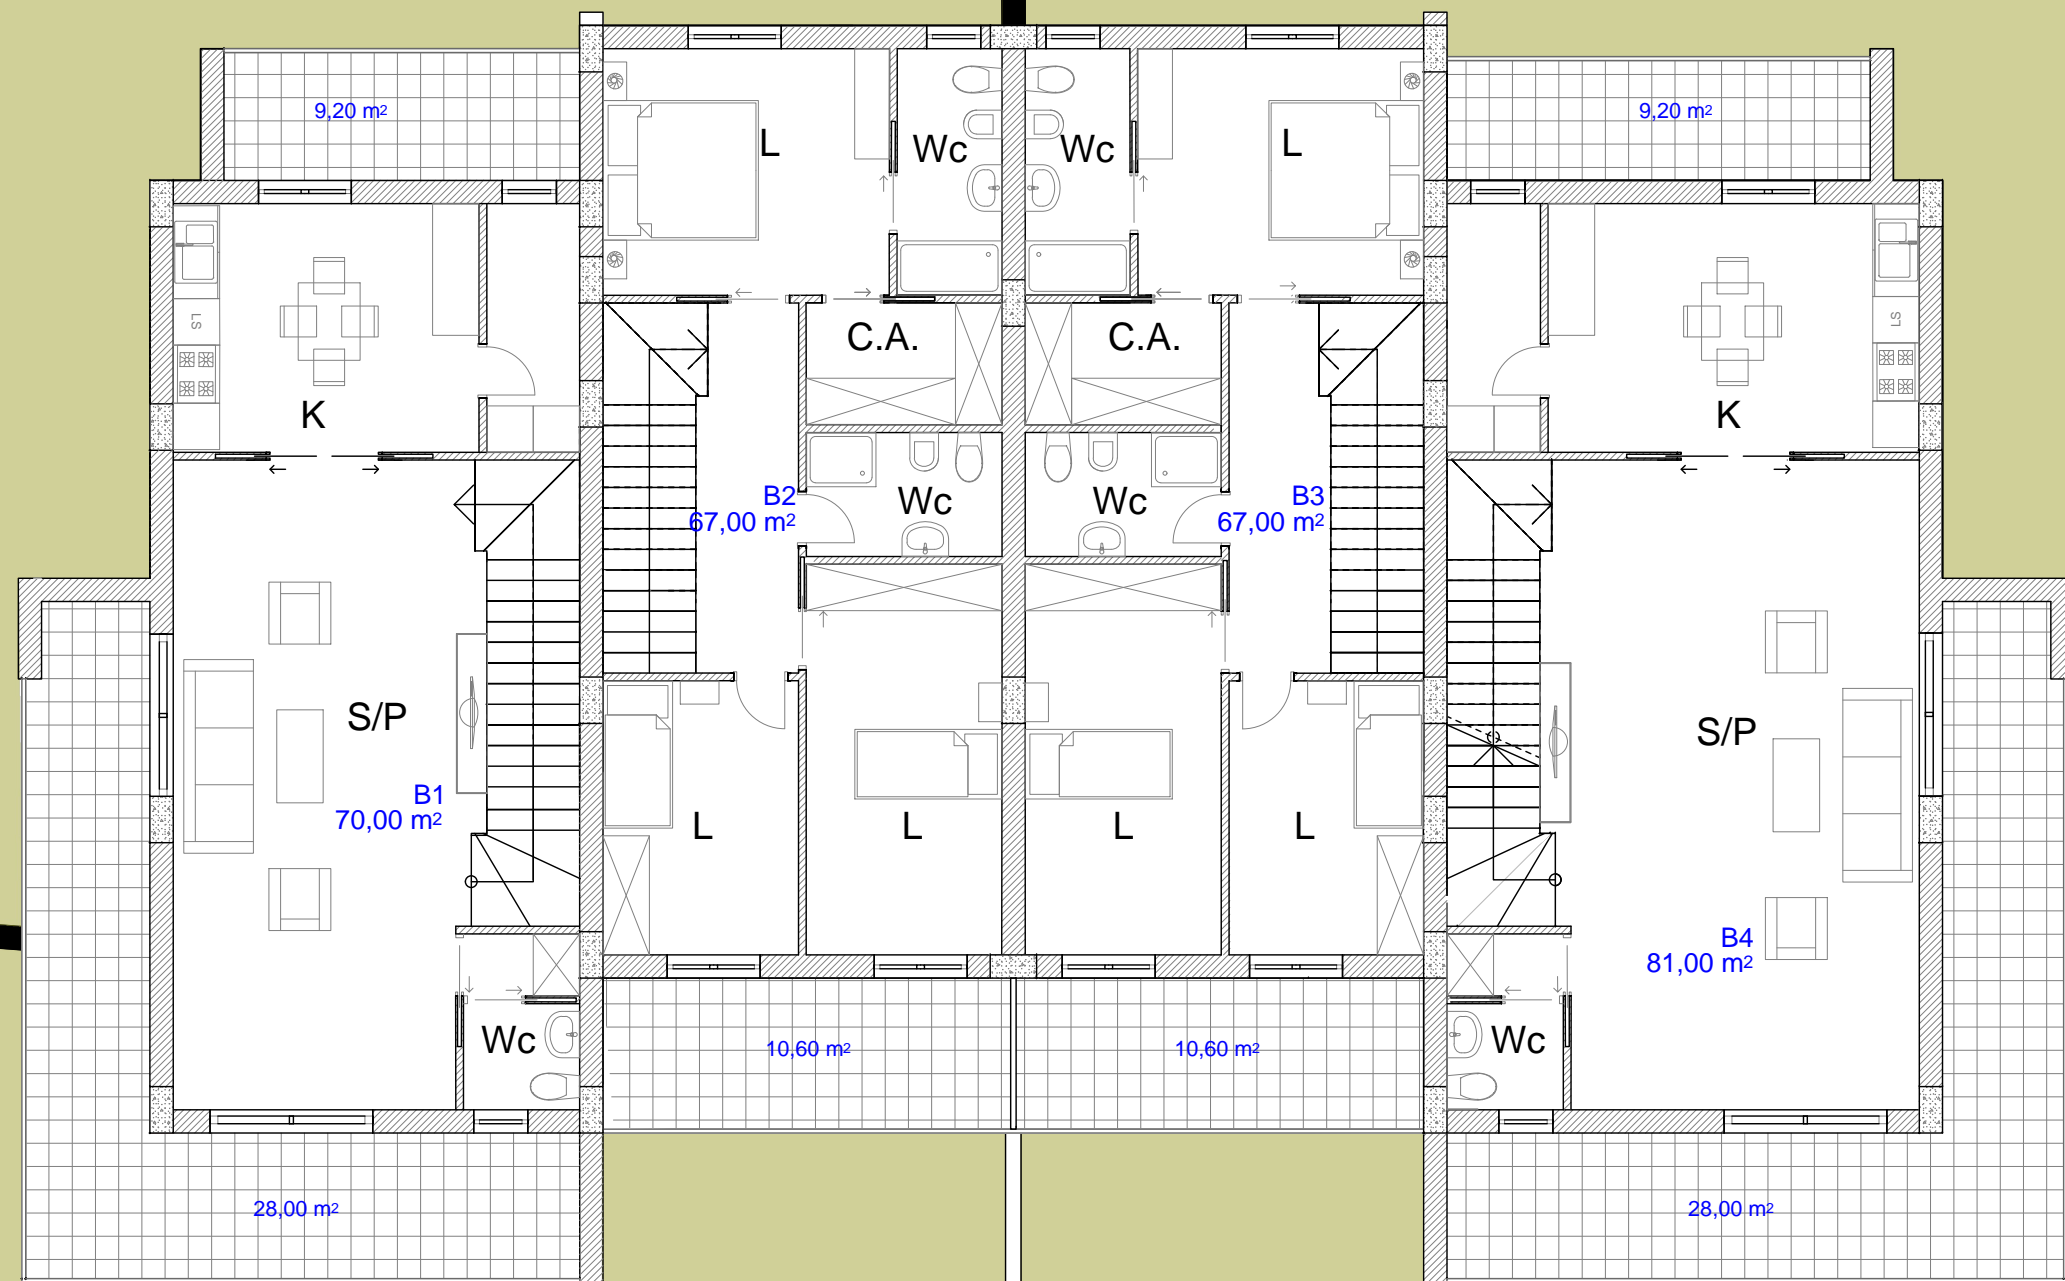 9,20 m²
9,20 m²
L
Wc
Wc
L
LS
LS
C.A.
C.A.
K
K
B2
67,00 m²
Wc
Wc
B3
67,00 m²
S/P
S/P
B1
70,00 m²
L
L
L
L
B4
81,00 m²
Wc
10,60 m²
10,60 m²
Wc
28,00 m²
28,00 m²